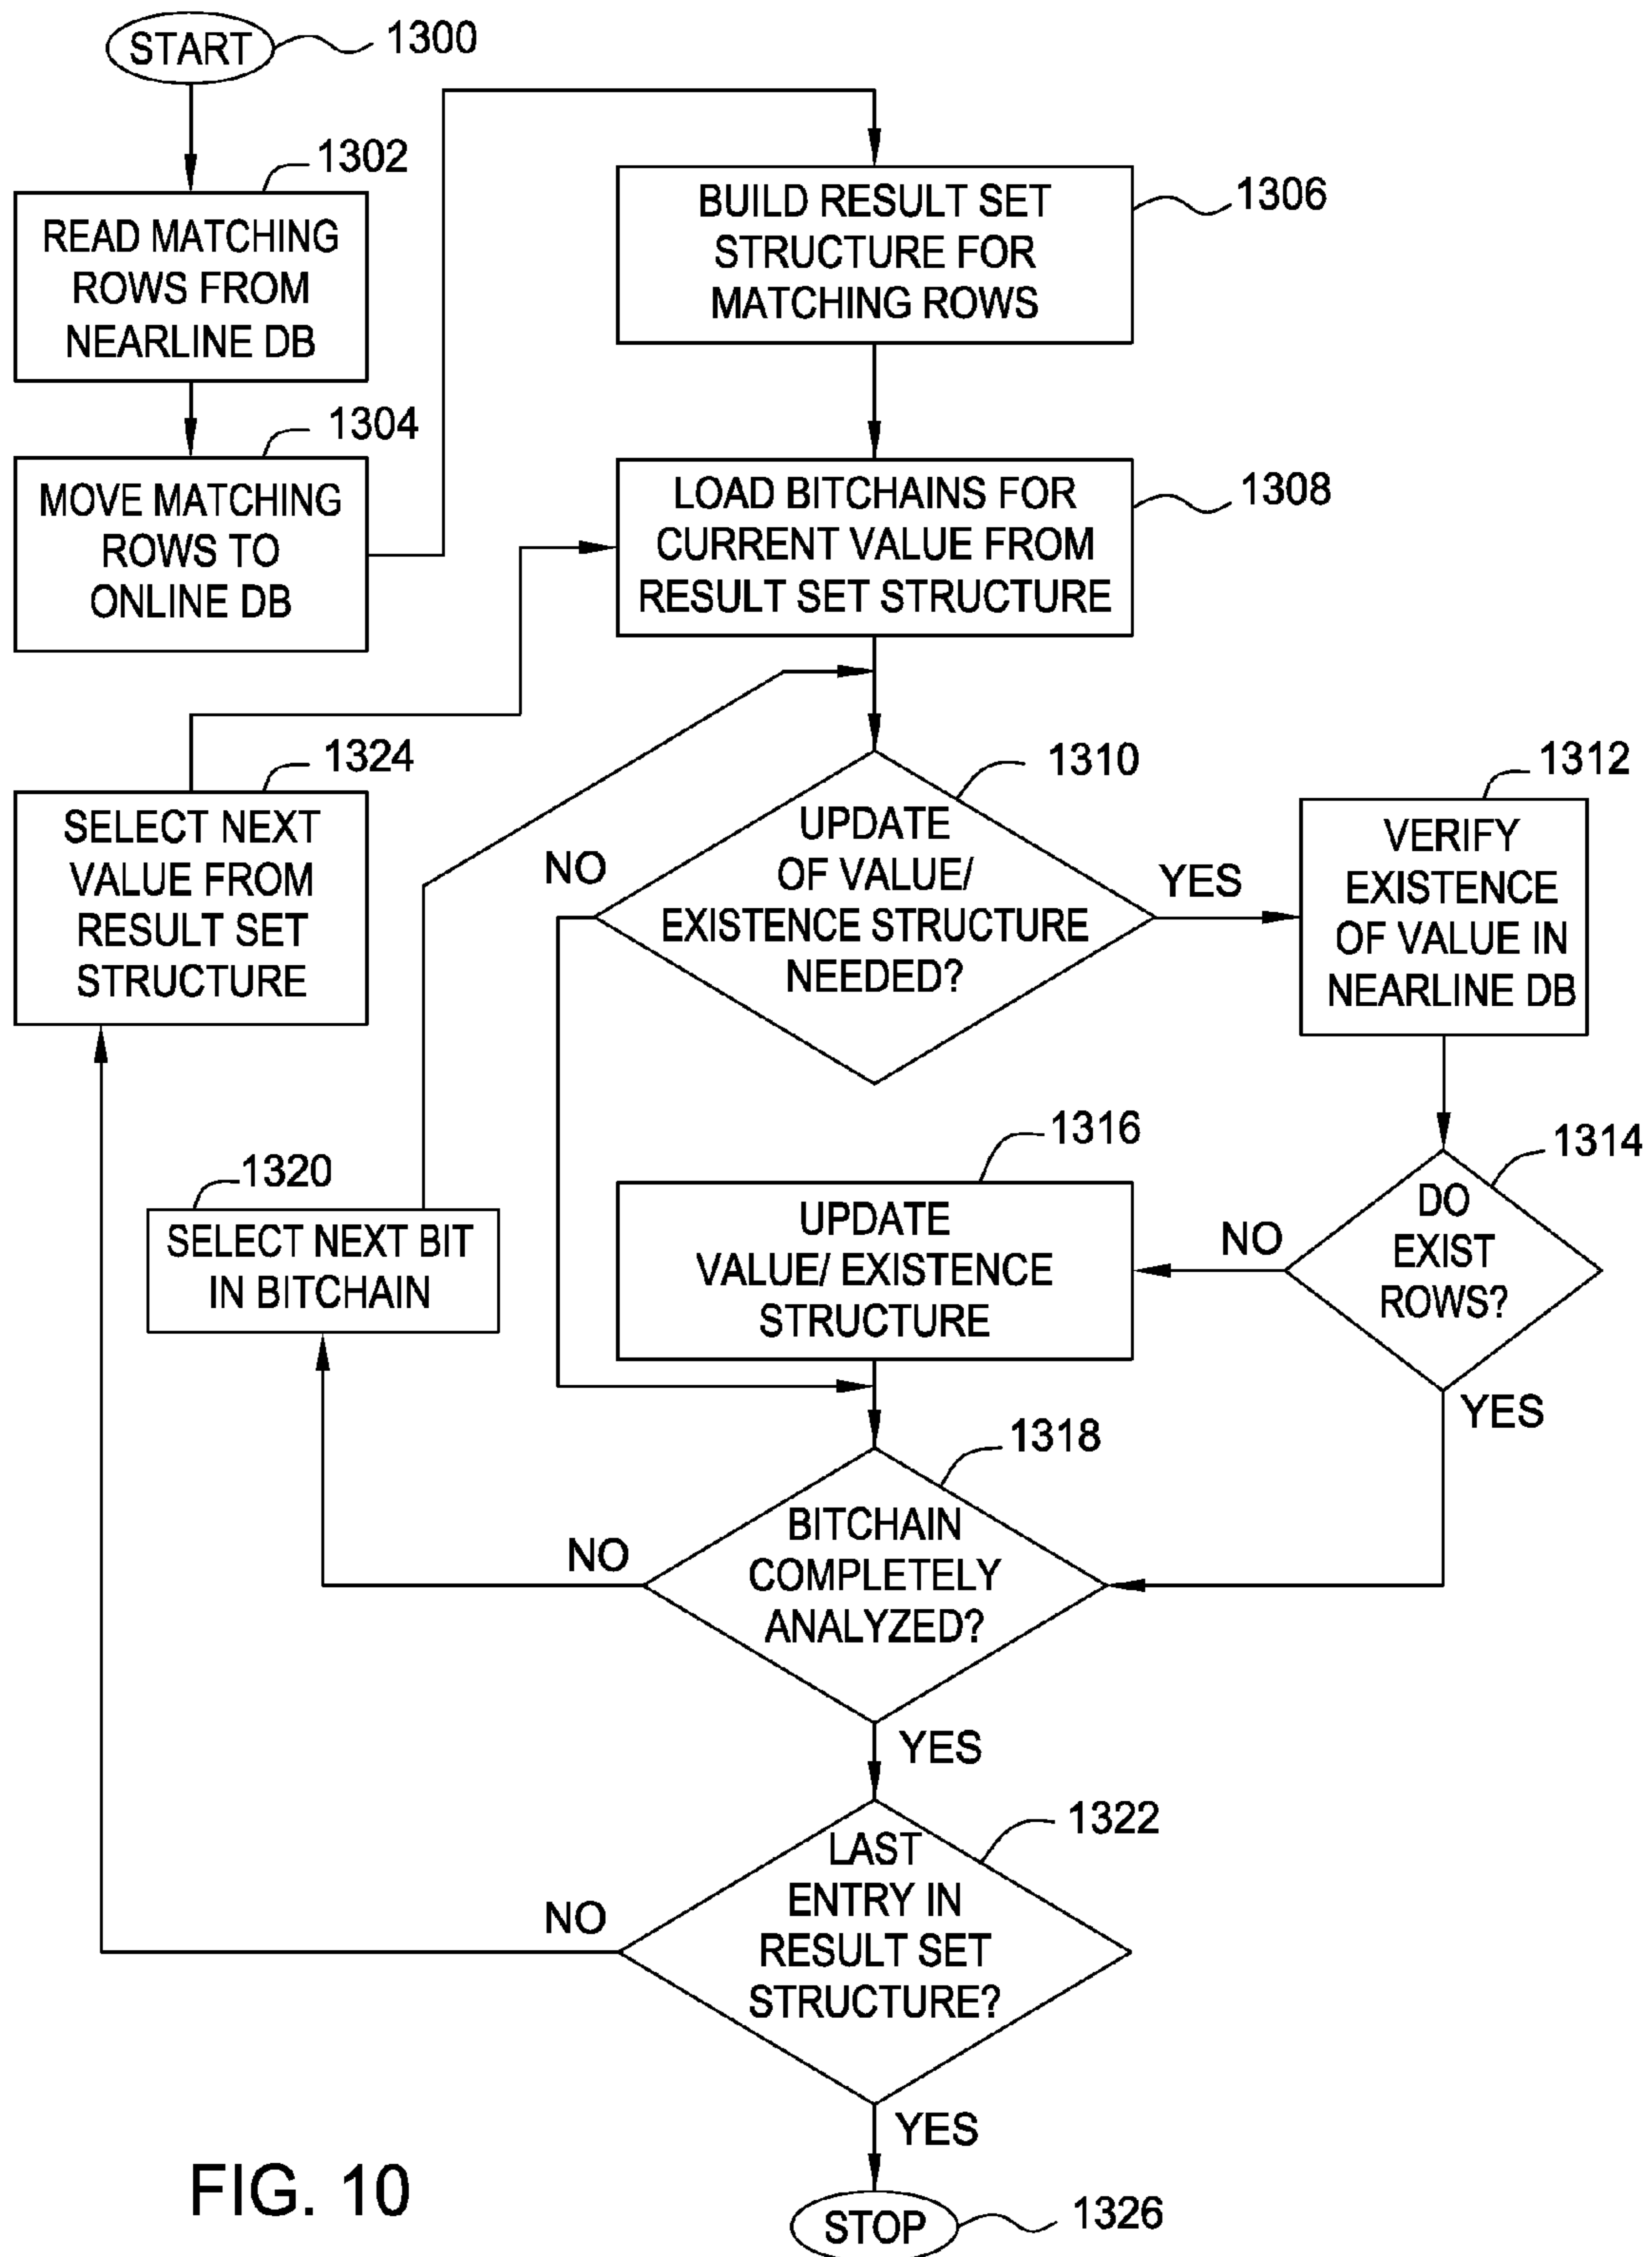 START
1300
1302
READ MATCHING
ROWS FROM
NEARLINE DB
1304
MOVE MATCHING
ROWS TO
ONLINE DB
BUILD RESULT SET
STRUCTURE FOR
MATCHING ROWS
1306
LOAD BITCHAINS FOR
CURRENT VALUE FROM
RESULT SET STRUCTURE
1308
1310
UPDATE
OF VALUE/
EXISTENCE STRUCTURE
NEEDED?
NO
YES
1312
VERIFY
EXISTENCE
OF VALUE IN
NEARLINE DB
1314
DO
EXIST
ROWS?
NO
YES
1316
UPDATE
VALUE/ EXISTENCE
STRUCTURE
1318
BITCHAIN
COMPLETELY
ANALYZED?
NO
YES
1320
SELECT NEXT BIT
IN BITCHAIN
1322
LAST
ENTRY IN
RESULT SET
STRUCTURE?
NO
YES
1324
SELECT NEXT
VALUE FROM
RESULT SET
STRUCTURE
STOP
1326
FIG. 10